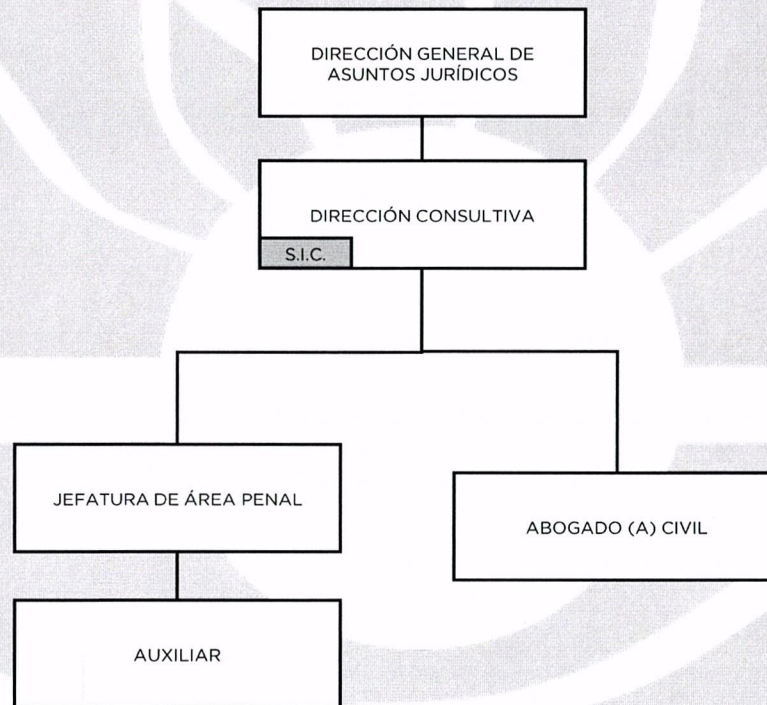 DIRECCIÓN GENERAL DE
ASUNTOS JURÍDICOS
DIRECCIÓN CONSULTIVA
S.I.C.
JEFATURA DE ÁREA PENAL
ABOGADO (A) CIVIL
AUXILIAR